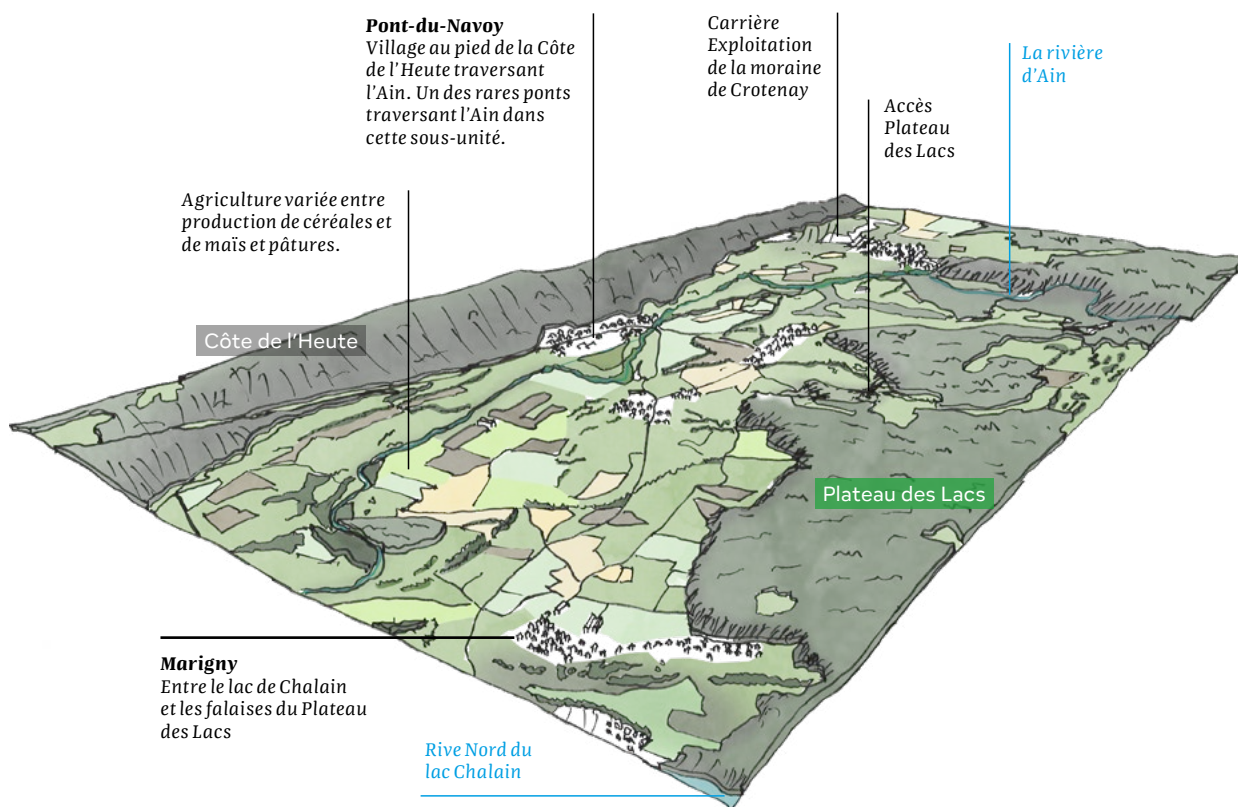 Pont-du-Navoy
Village au pied de la Côte
de l'Heute traversant
l'Ain. Un des rares ponts
traversant l'Ain dans
cette sous-unité.
Carrière
Exploitation
de la moraine
de Crotenay
La rivière
d'Ain
Accès
Plateau
des Lacs
Agriculture variée entre
production de céréales et
de maïs et pâtures.
Côte de l'Heute
Plateau des Lacs
Marigny
Entre le lac de Chalain
et les falaises du Plateau
des Lacs
Rive Nord du
lac Chalain